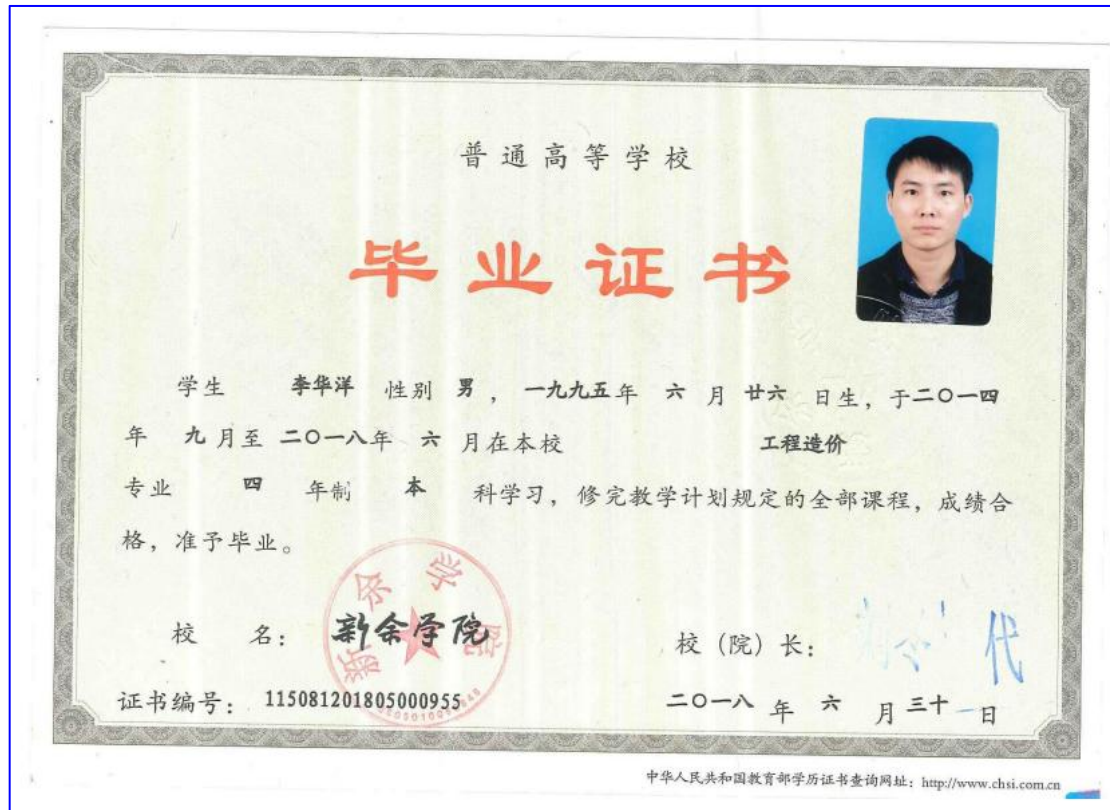 普通高等学校
毕业证书
学生 李华洋 性别 男 ，一九九五年 六 月 廿六 日生，于二〇一四
年 九月至 二〇一八年 六 月在本校 工程造价
专业 四 年制 本 科学习，修完教学计划规定的全部课程，成绩合
格，准予毕业。
校 名：新余学院
新余学院
校（院）长：
证书编号：115081201805000955
二〇一八 年 六 月三十 日
中华人民共和国教育部学历证书查询网址：http://www.chsi.com.cn